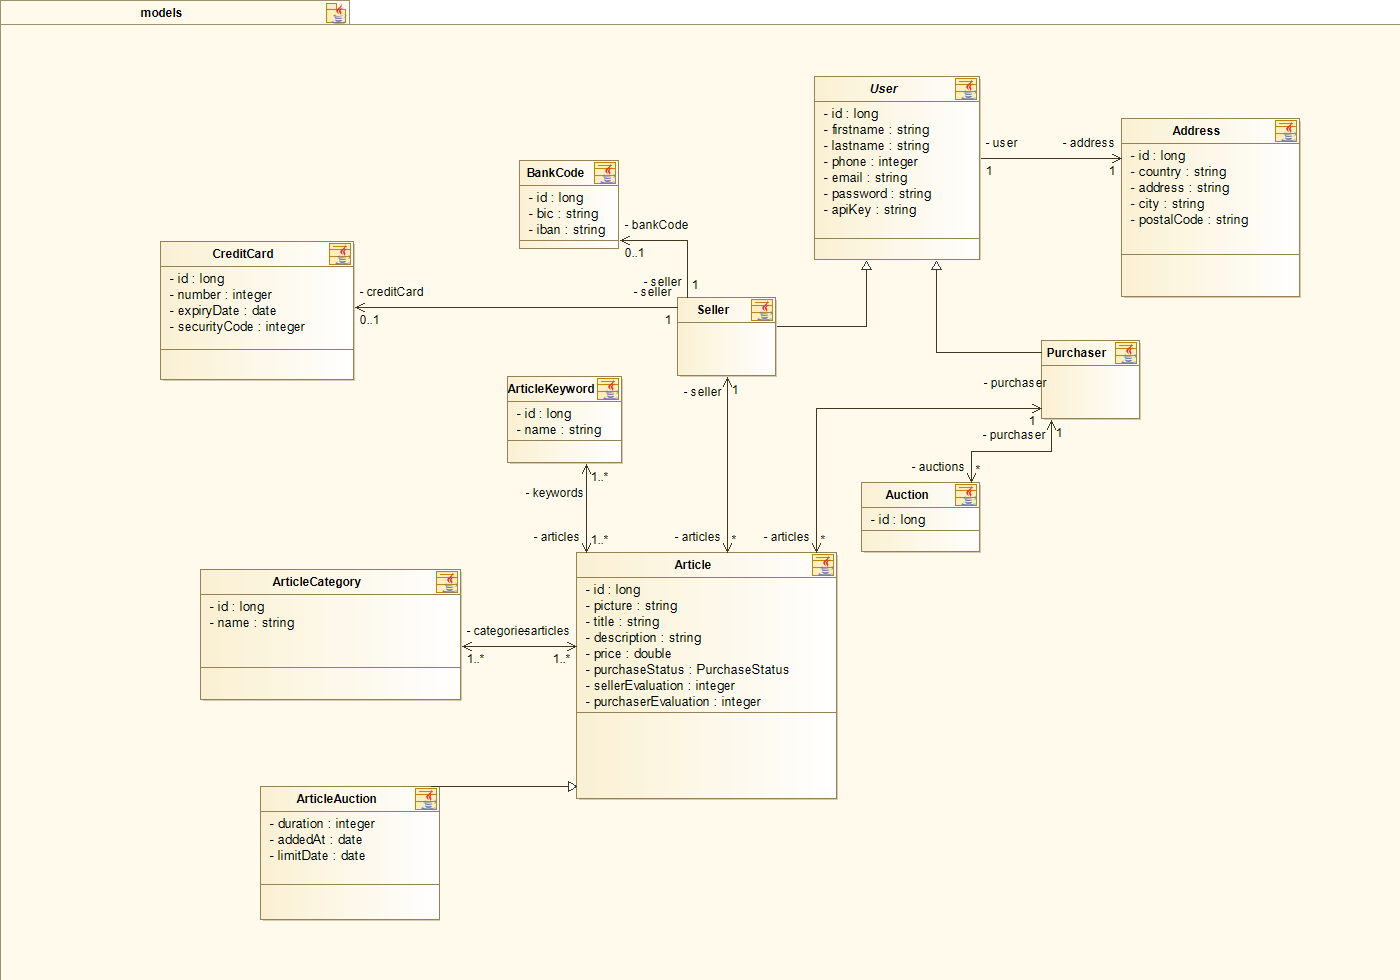 models
User
- id : long
- firstname : string
- lastname : string
- phone : integer
- email : string
- password : string
- apiKey : string
- user
1
- address
1
Address
- id : long
- country : string
- address : string
- city : string
- postalCode : string
BankCode
- id : long
- bic : string
- iban : string
- bankCode
0..1
- seller
1
CreditCard
- id : long
- number : integer
- expiryDate : date
- securityCode : integer
- creditCard
0..1
- seller
1
Seller
Purchaser
- seller
1
- purchaser
1
- purchaser
1
- auctions
*
Auction
- id : long
ArticleKeyword
- id : long
- name : string
1..*
- keywords
- articles
1..*
- articles
*
- articles
*
ArticleCategory
- id : long
- name : string
- categoriesarticles
1..*
1..*
Article
- id : long
- picture : string
- title : string
- description : string
- price : double
- purchaseStatus : PurchaseStatus
- sellerEvaluation : integer
- purchaserEvaluation : integer
ArticleAuction
- duration : integer
- addedAt : date
- limitDate : date